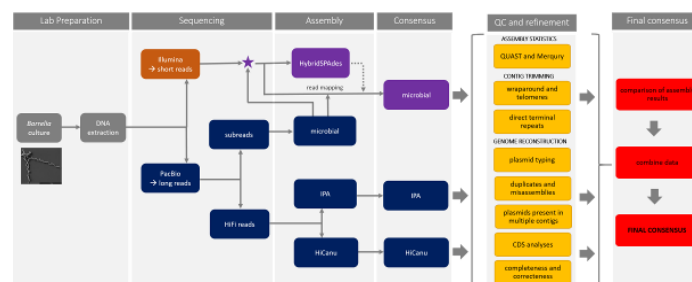 Lab Preparation
Sequencing
Assembly
Consensus
QC and refinement
Final consensus
Borrelia
culture
DNA
extraction
Illumina
→ short reads
PacBio
→ long reads
subreads
HiFi reads
HybridSPAdes
read mapping
microbial
IPA
HiCanu
microbial
IPA
HiCanu
ASSEMBLY STATISTICS
QUAST and Merqury
CONTIG TRIMMING
wraparound and
telomeres
direct terminal
repeats
GENOME RECONSTRUCTION
plasmid typing
duplicates and
misassemblies
plasmids present in
multiple contigs
CDS analyses
completeness and
correcteness
comparison of assembly
results
combine data
FINAL CONSENSUS